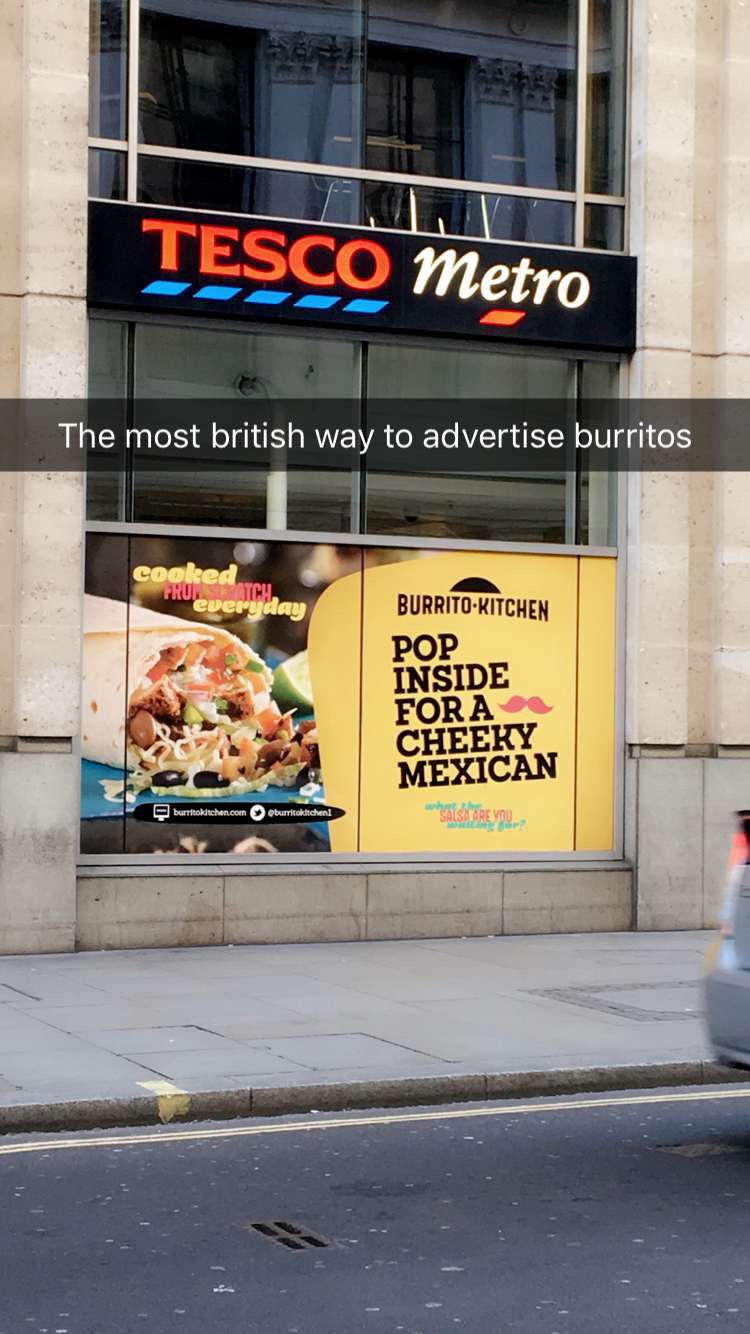 TESCO Metro
The most british way to advertise burritos
cooked
FROM SCRATCH
everyday
BURRITO-KITCHEN
POP
INSIDE
FOR A
CHEEKY
MEXICAN
what the
SALSA ARE YOU
waiting for?
burritokitchen.com @burritokitchen1